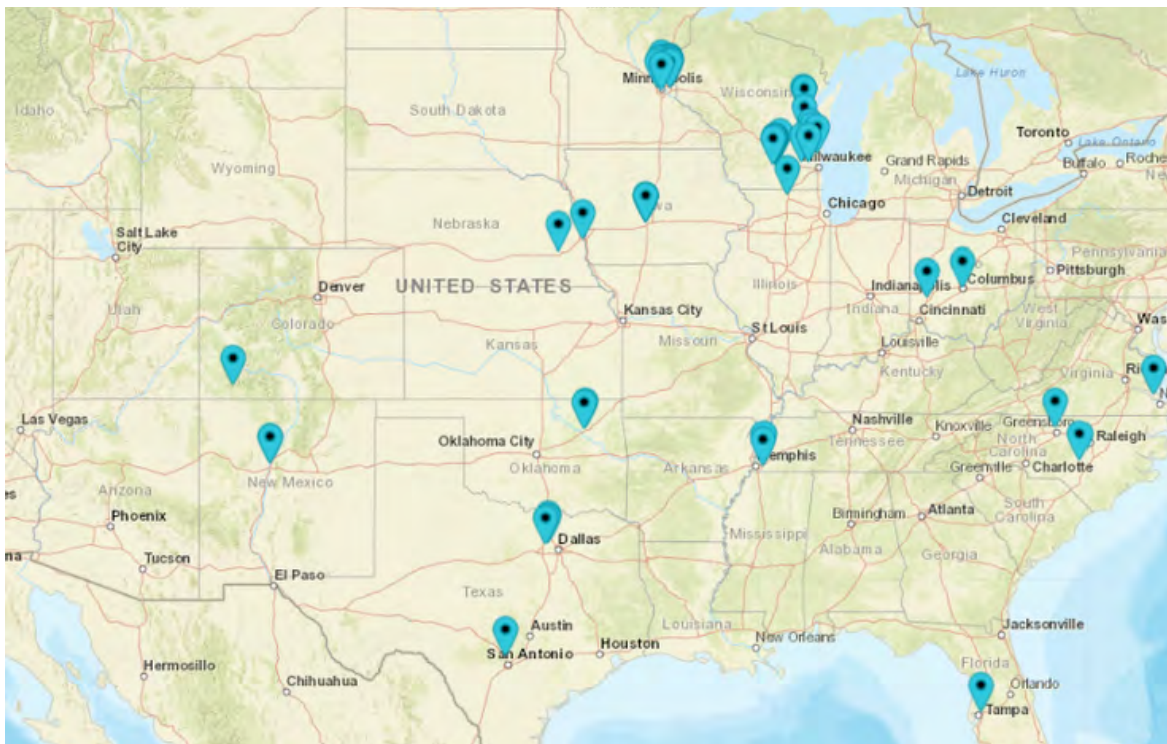 Idaho
South Dakota
Wyoming
Nebraska
Salt Lake
City
Utah
Denver
Colorado
UNITED STATES
Kansas
Kansas City
Missouri
St Louis
Illinois
Wisconsin
Chicago
Grand Rapids
Michigan
Detroit
Lake Huron
Toronto
Lake Ontario
Buffalo
Cleveland
Pennsylvania
Pittsburgh
Columbus
Indianapolis
Indiana
Cincinnati
West
Virginia
Louisville
Kentucky
Virginia
Las Vegas
Arizona
Phoenix
Tucson
New Mexico
El Paso
Oklahoma City
Oklahoma
Arkansas
Nashville
Tennessee
Knoxville
North
Carolina
Raleigh
Charlotte
Greenville
South
Carolina
Atlanta
Birmingham
Mississippi
Alabama
Georgia
Dallas
Texas
Austin
San Antonio
Houston
Louisiana
New Orleans
Jacksonville
Florida
Orlando
Tampa
Hermosillo
Chihuahua